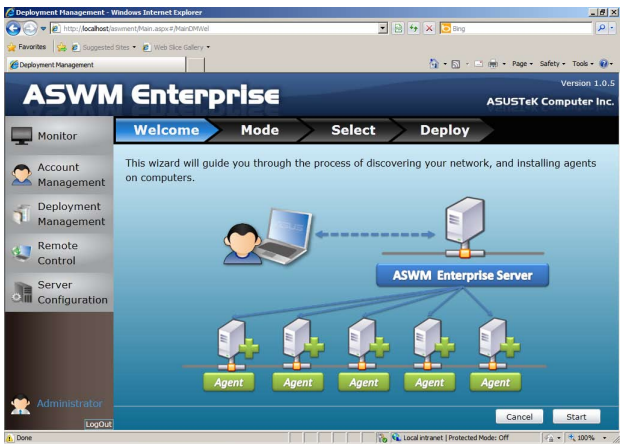 Deployment Management - Windows Internet Explorer
http://localhost/aswment/Main.aspx#/MainDMWel
Bing
Favorites
Suggested Sites
Web Slice Gallery
Deployment Management
Page
Safety
Tools
Version 1.0.5
ASWM Enterprise
ASUSTeK Computer Inc.
Welcome
Mode
Select
Deploy
Monitor
Account
Management
Deployment
Management
Remote
Control
Server
Configuration
This wizard will guide you through the process of discovering your network, and installing agents
on computers.
ASWM Enterprise Server
Agent
Agent
Agent
Agent
Agent
Administrator
LogOut
Cancel
Start
Done
Local intranet | Protected Mode: Off
100%